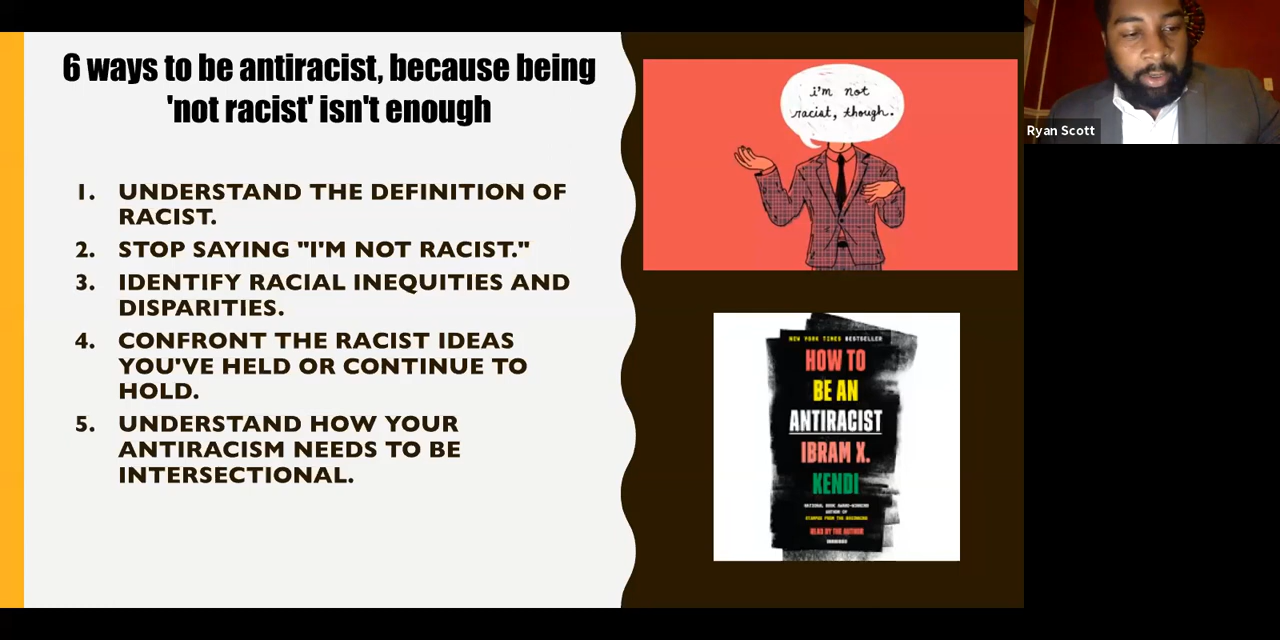 6 ways to be antiracist, because being
'not racist' isn't enough
1. UNDERSTAND THE DEFINITION OF
RACIST.
2. STOP SAYING "I'M NOT RACIST."
3. IDENTIFY RACIAL INEQUITIES AND
DISPARITIES.
4. CONFRONT THE RACIST IDEAS
YOU'VE HELD OR CONTINUE TO
HOLD.
5. UNDERSTAND HOW YOUR
ANTIRACISM NEEDS TO BE
INTERSECTIONAL.
i'm not
racist, though.
NEW YORK TIMES BESTSELLER
HOW TO
BE AN
ANTIRACIST
IBRAM X.
KENDI
NATIONAL BOOK AWARD-WINNING
AUTHOR OF
STAMPED FROM THE BEGINNING
READ BY THE AUTHOR
UNABRIDGED
Ryan Scott